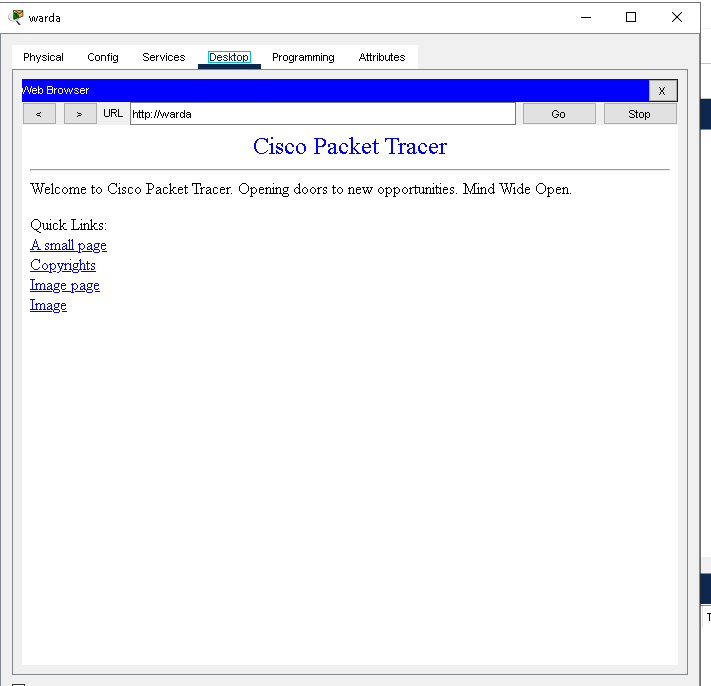 warda
Physical Config Services Desktop Programming Attributes
Web Browser X
< > URL http://warda Go Stop
Cisco Packet Tracer
Welcome to Cisco Packet Tracer. Opening doors to new opportunities. Mind Wide Open.
Quick Links:
A small page
Copyrights
Image page
Image
T